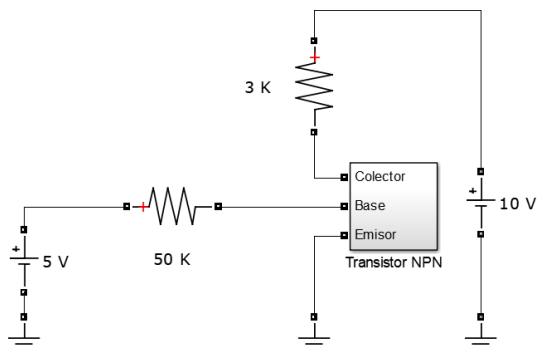 3 K
Colector
Base
Emisor
10 V
5 V
50 K
Transistor NPN